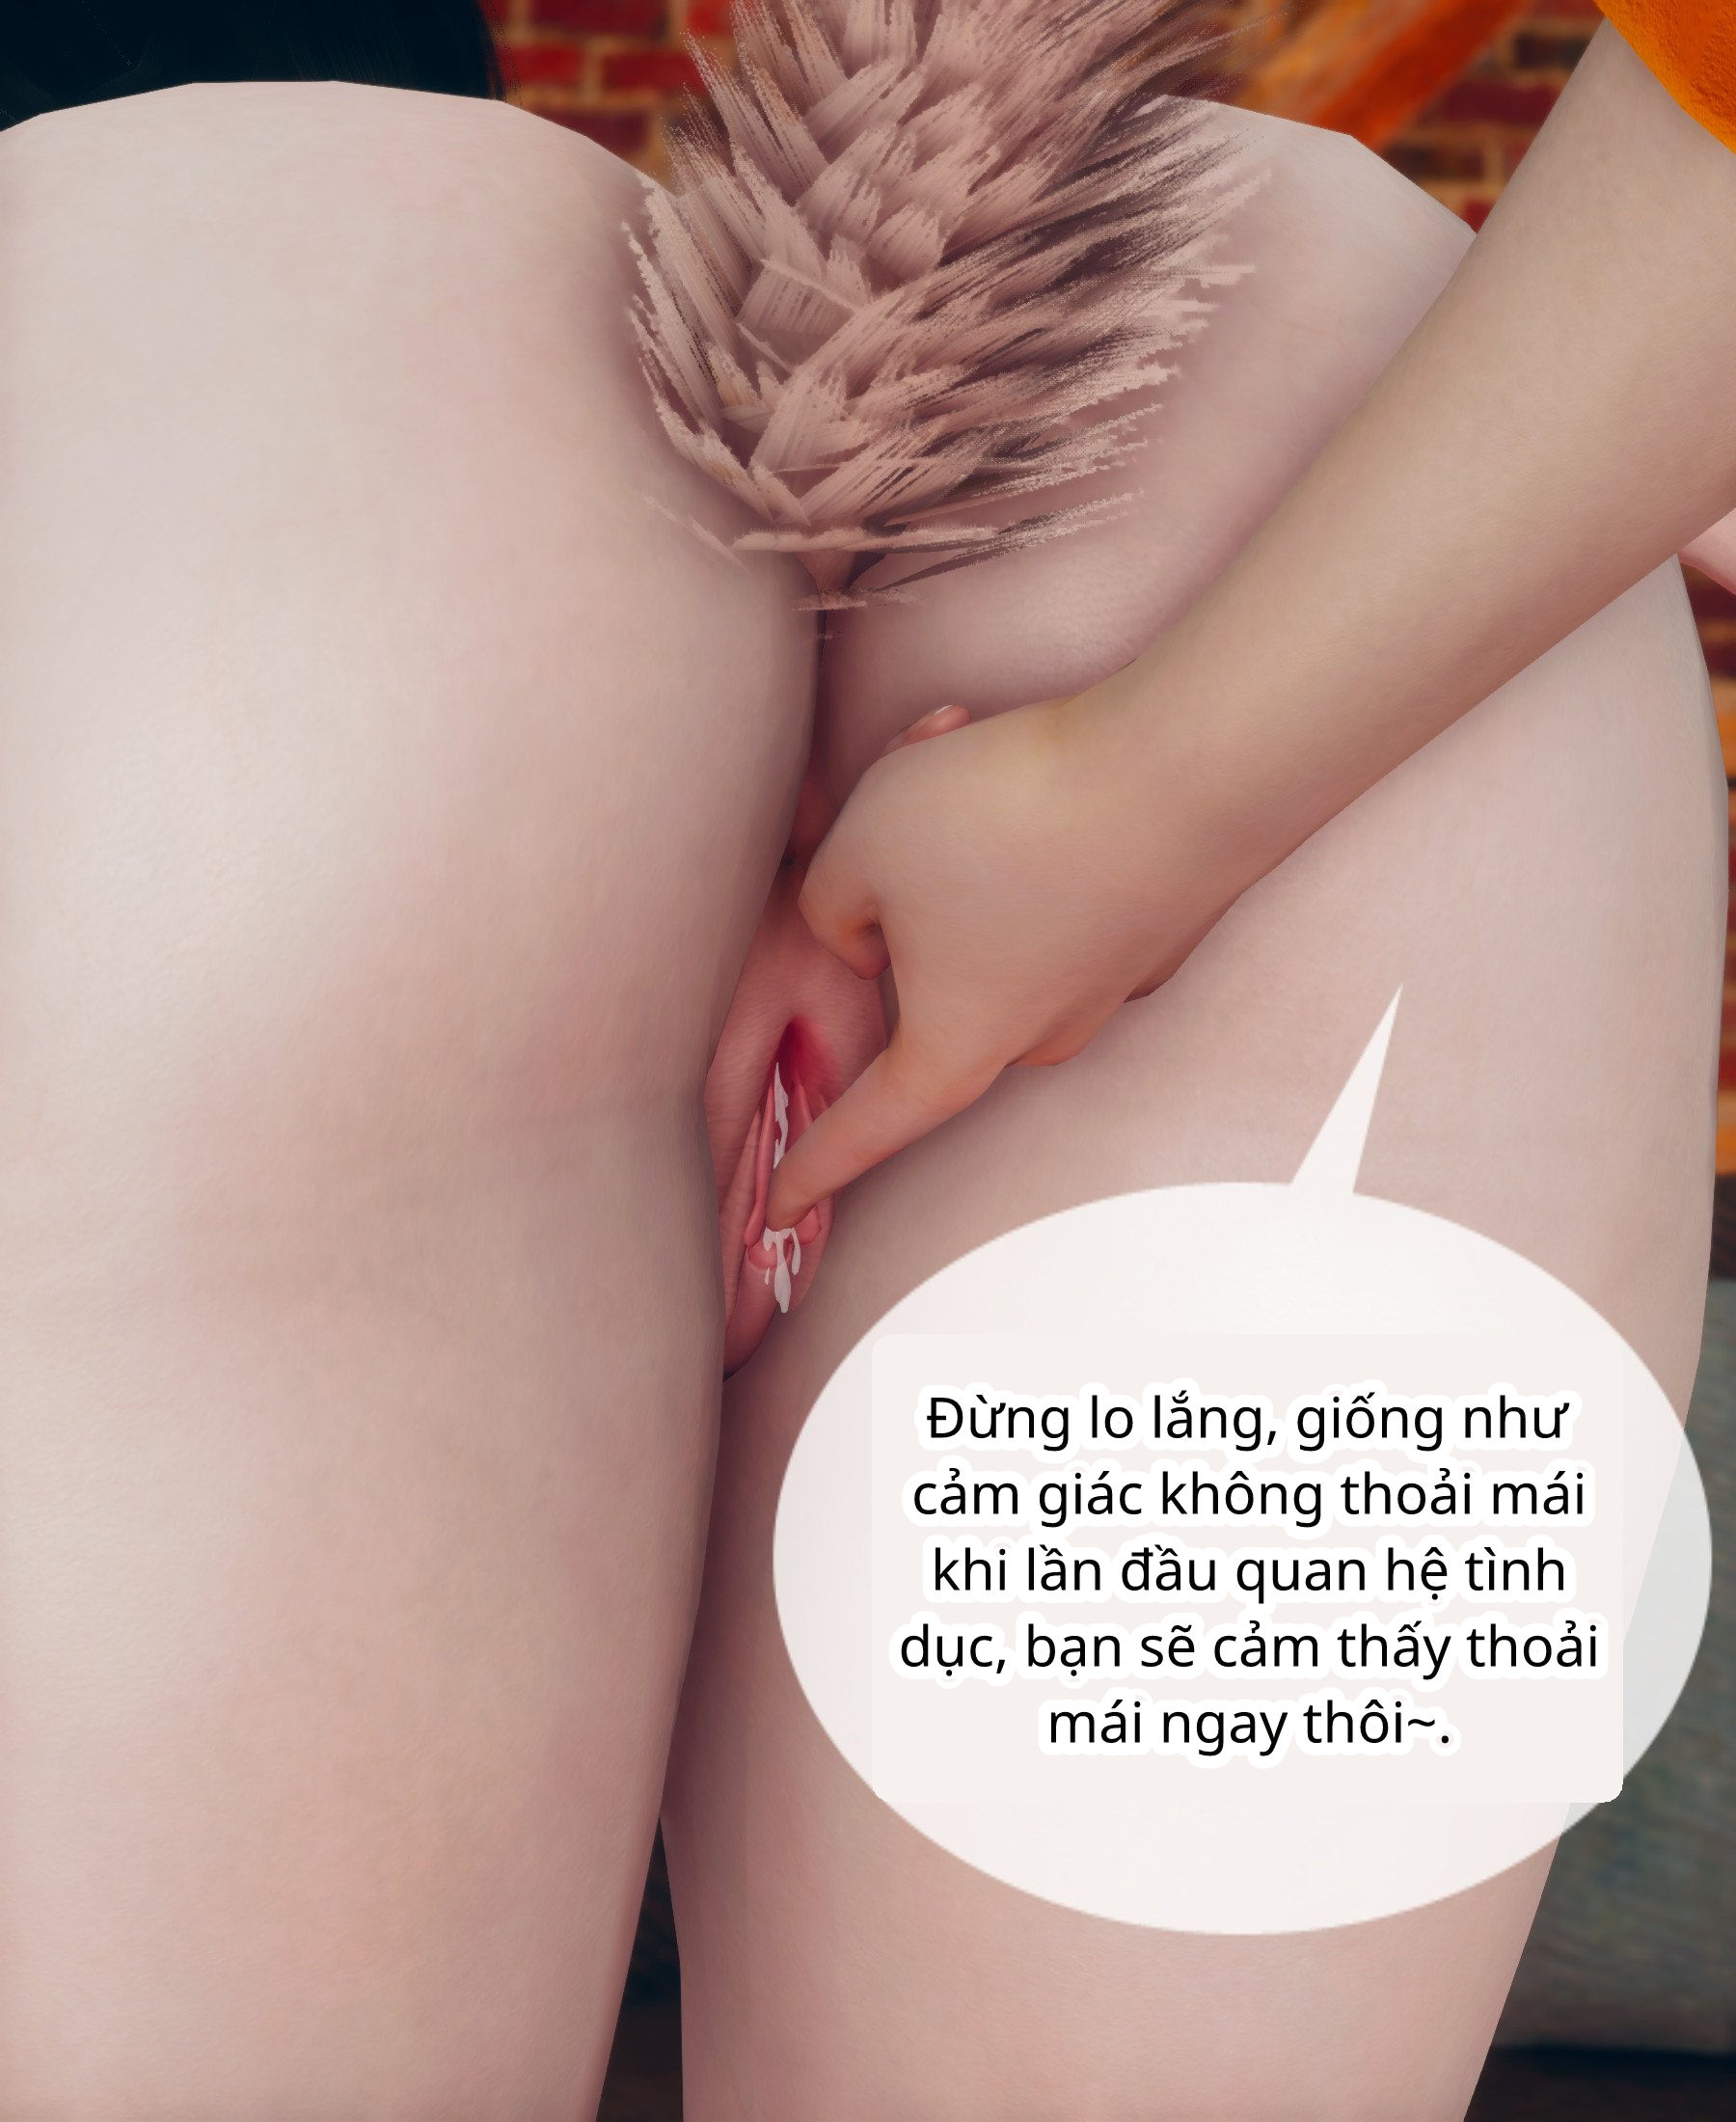 Đừng lo lắng, giống như
cảm giác không thoải mái
khi lần đầu quan hệ tình
dục, bạn sẽ cảm thấy thoải
mái ngay thôi~.